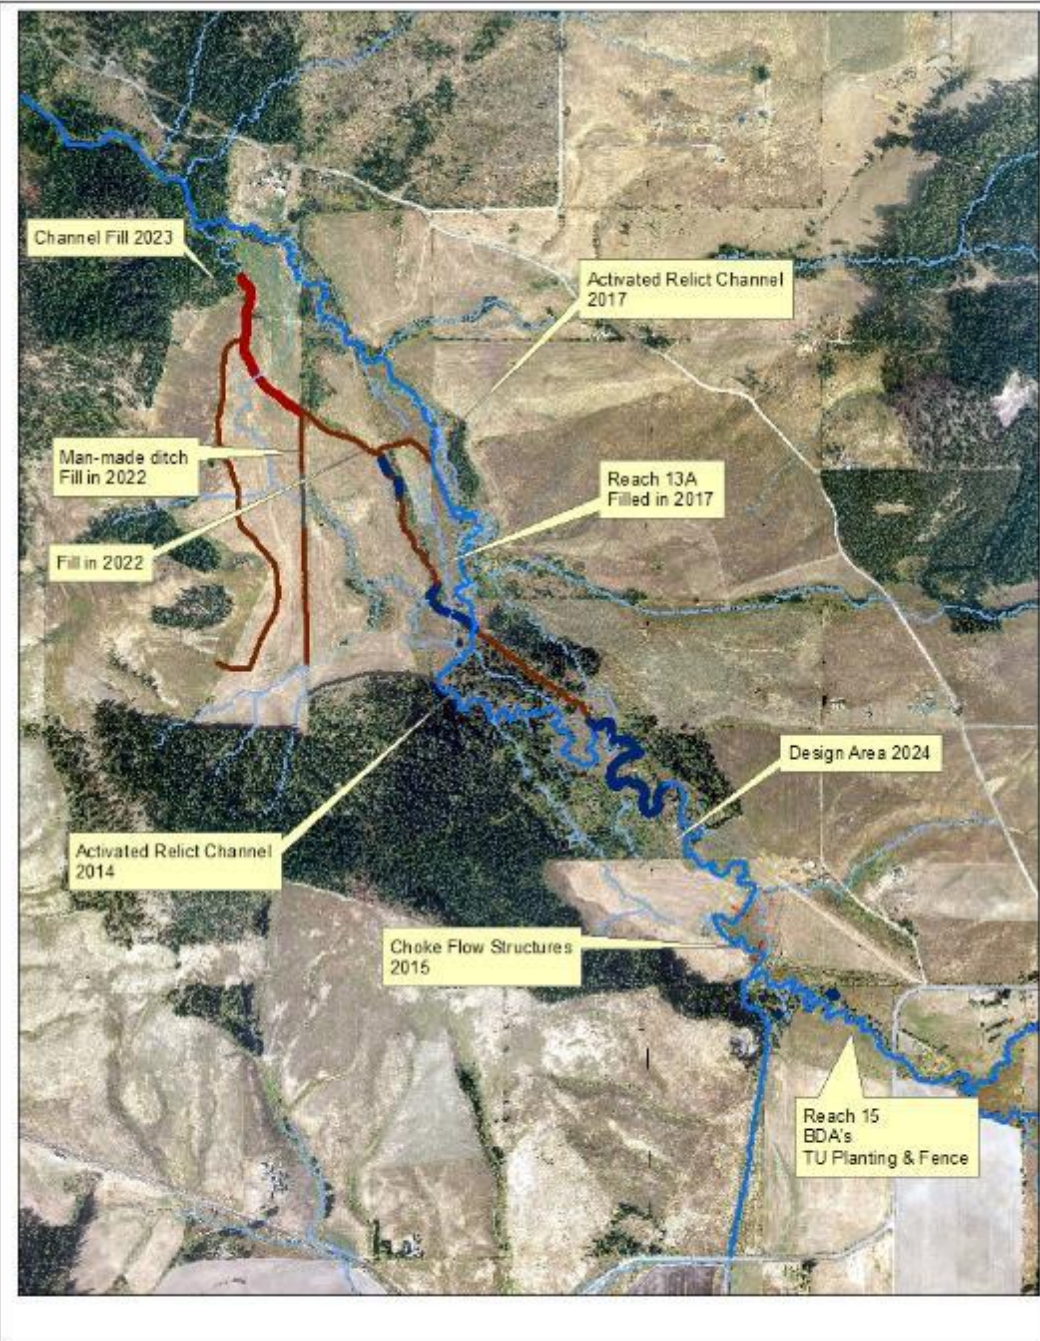 Channel Fill 2023
Activated Relict Channel
2017
Man-made ditch
Fill in 2022
Reach 13A
Filled in 2017
Fill in 2022
Design Area 2024
Activated Relict Channel
2014
Choke Flow Structures
2015
Reach 15
BDA's
TU Planting & Fence